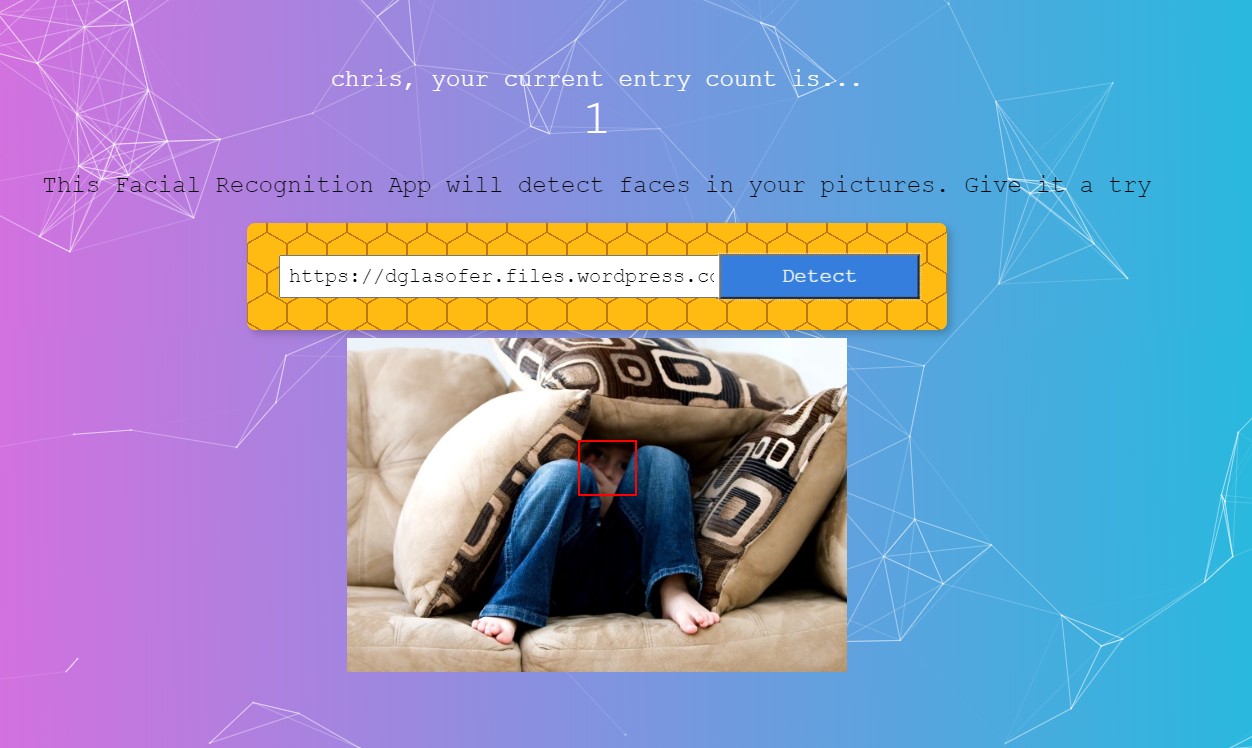 chris, your current entry count is...
1
This Facial Recognition App will detect faces in your pictures. Give it a try
https://dglasofer.files.wordpress.co
Detect